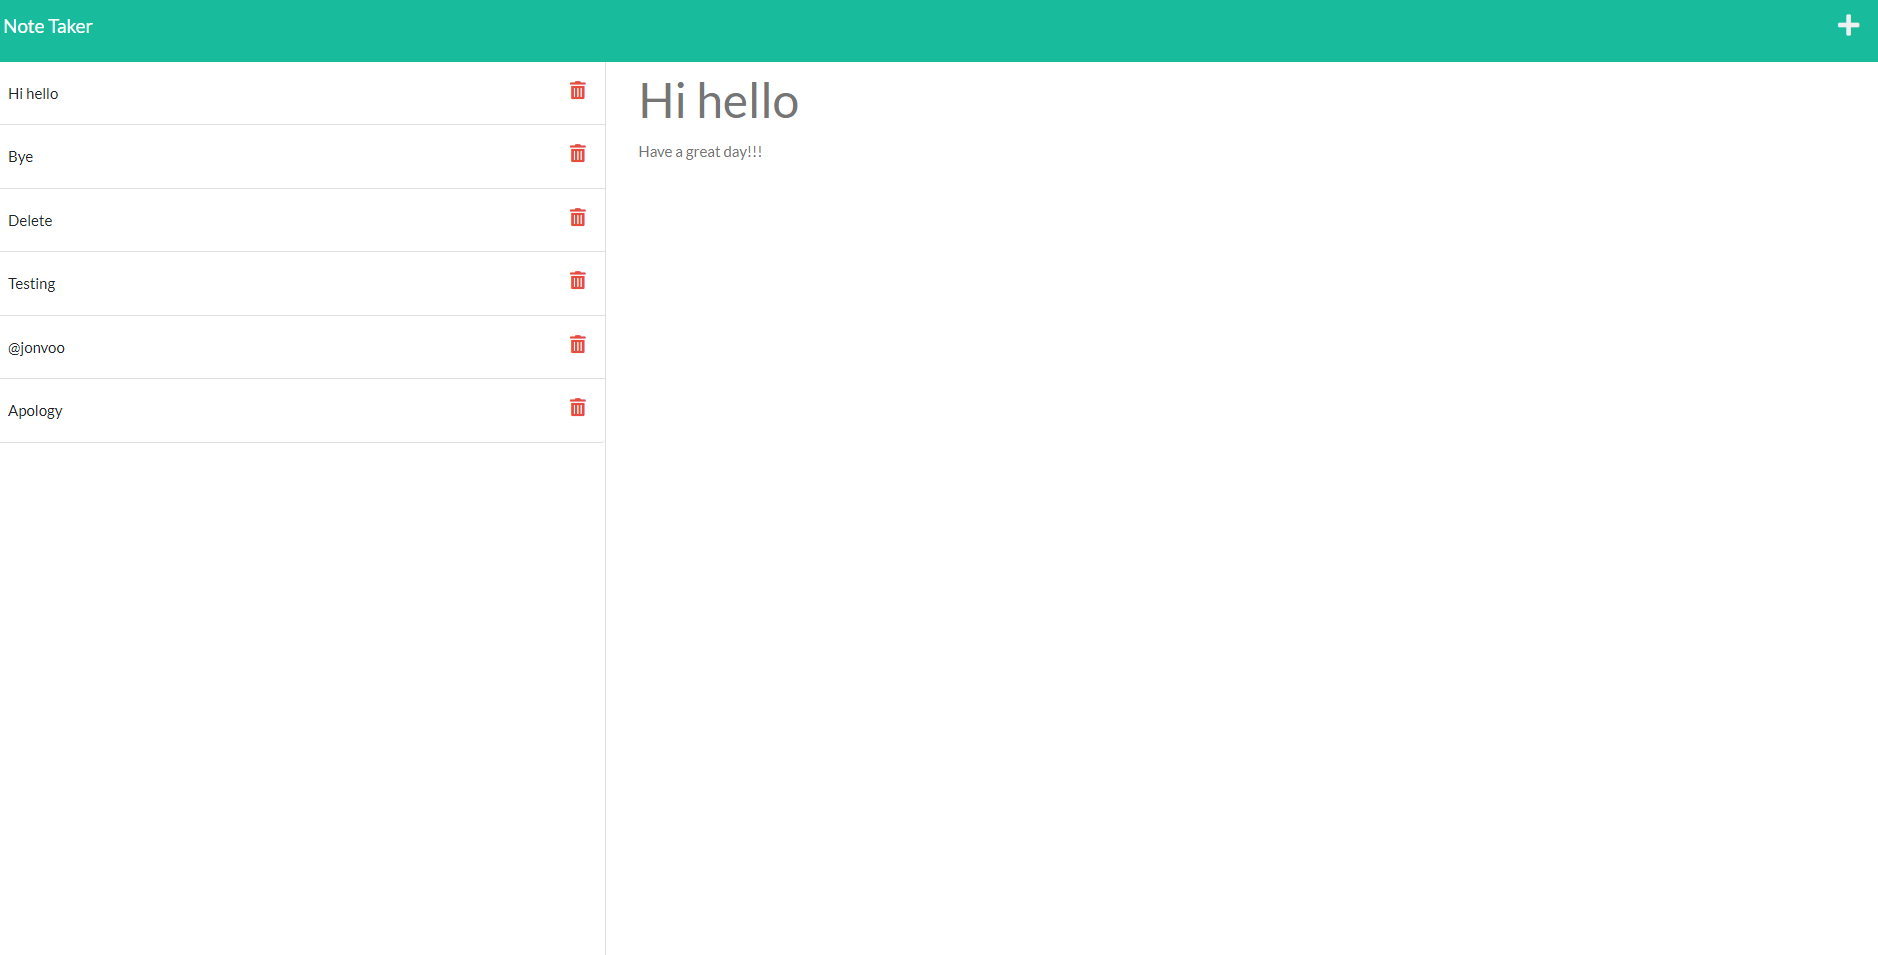 Note Taker
Hi hello
Bye
Delete
Testing
@jonvoo
Apology
Hi hello
Have a great day!!!